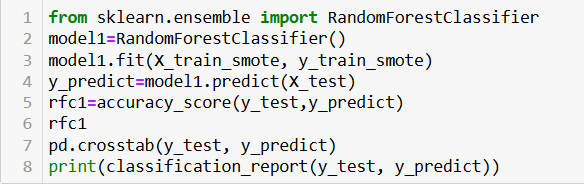 1 from sklearn.ensemble import RandomForestClassifier
2 model1=RandomForestClassifier()
3 model1.fit(X_train_smote, y_train_smote)
4 y_predict=model1.predict(X_test)
5 rfc1=accuracy_score(y_test,y_predict)
6 rfc1
7 pd.crosstab(y_test, y_predict)
8 print(classification_report(y_test, y_predict))